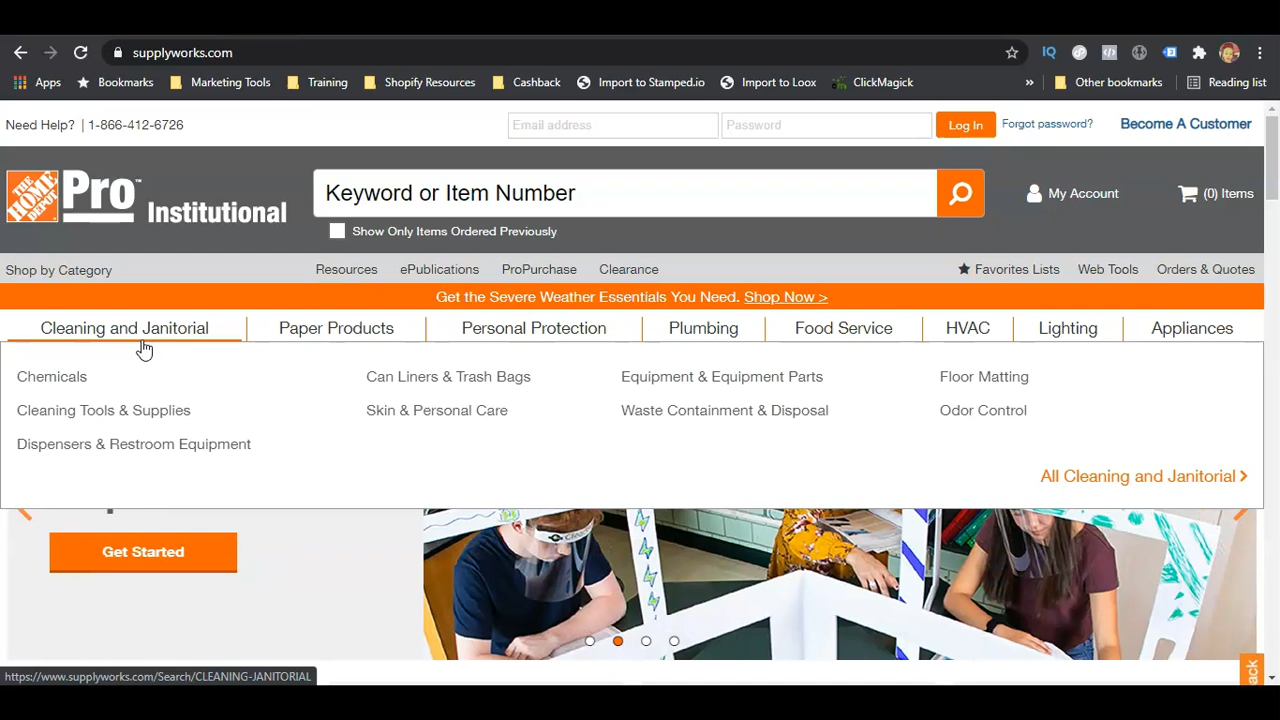 supplyworks.com
IQ
Apps Bookmarks Marketing Tools Training Shopify Resources Cashback Import to Stamped.io Import to Loox ClickMagick » Other bookmarks Reading list
Need Help? | 1-866-412-6726 Email address Password Log In Forgot password? Become A Customer
THE HOME DEPOT Pro™ Institutional
Keyword or Item Number
My Account (0) Items
Show Only Items Ordered Previously
Shop by Category Resources ePublications ProPurchase Clearance Favorites Lists Web Tools Orders & Quotes
Get the Severe Weather Essentials You Need. Shop Now >
Cleaning and Janitorial Paper Products Personal Protection Plumbing Food Service HVAC Lighting Appliances
Chemicals Can Liners & Trash Bags Equipment & Equipment Parts Floor Matting
Cleaning Tools & Supplies Skin & Personal Care Waste Containment & Disposal Odor Control
Dispensers & Restroom Equipment
All Cleaning and Janitorial
Get Started
https://www.supplyworks.com/Search/CLEANING-JANITORIAL